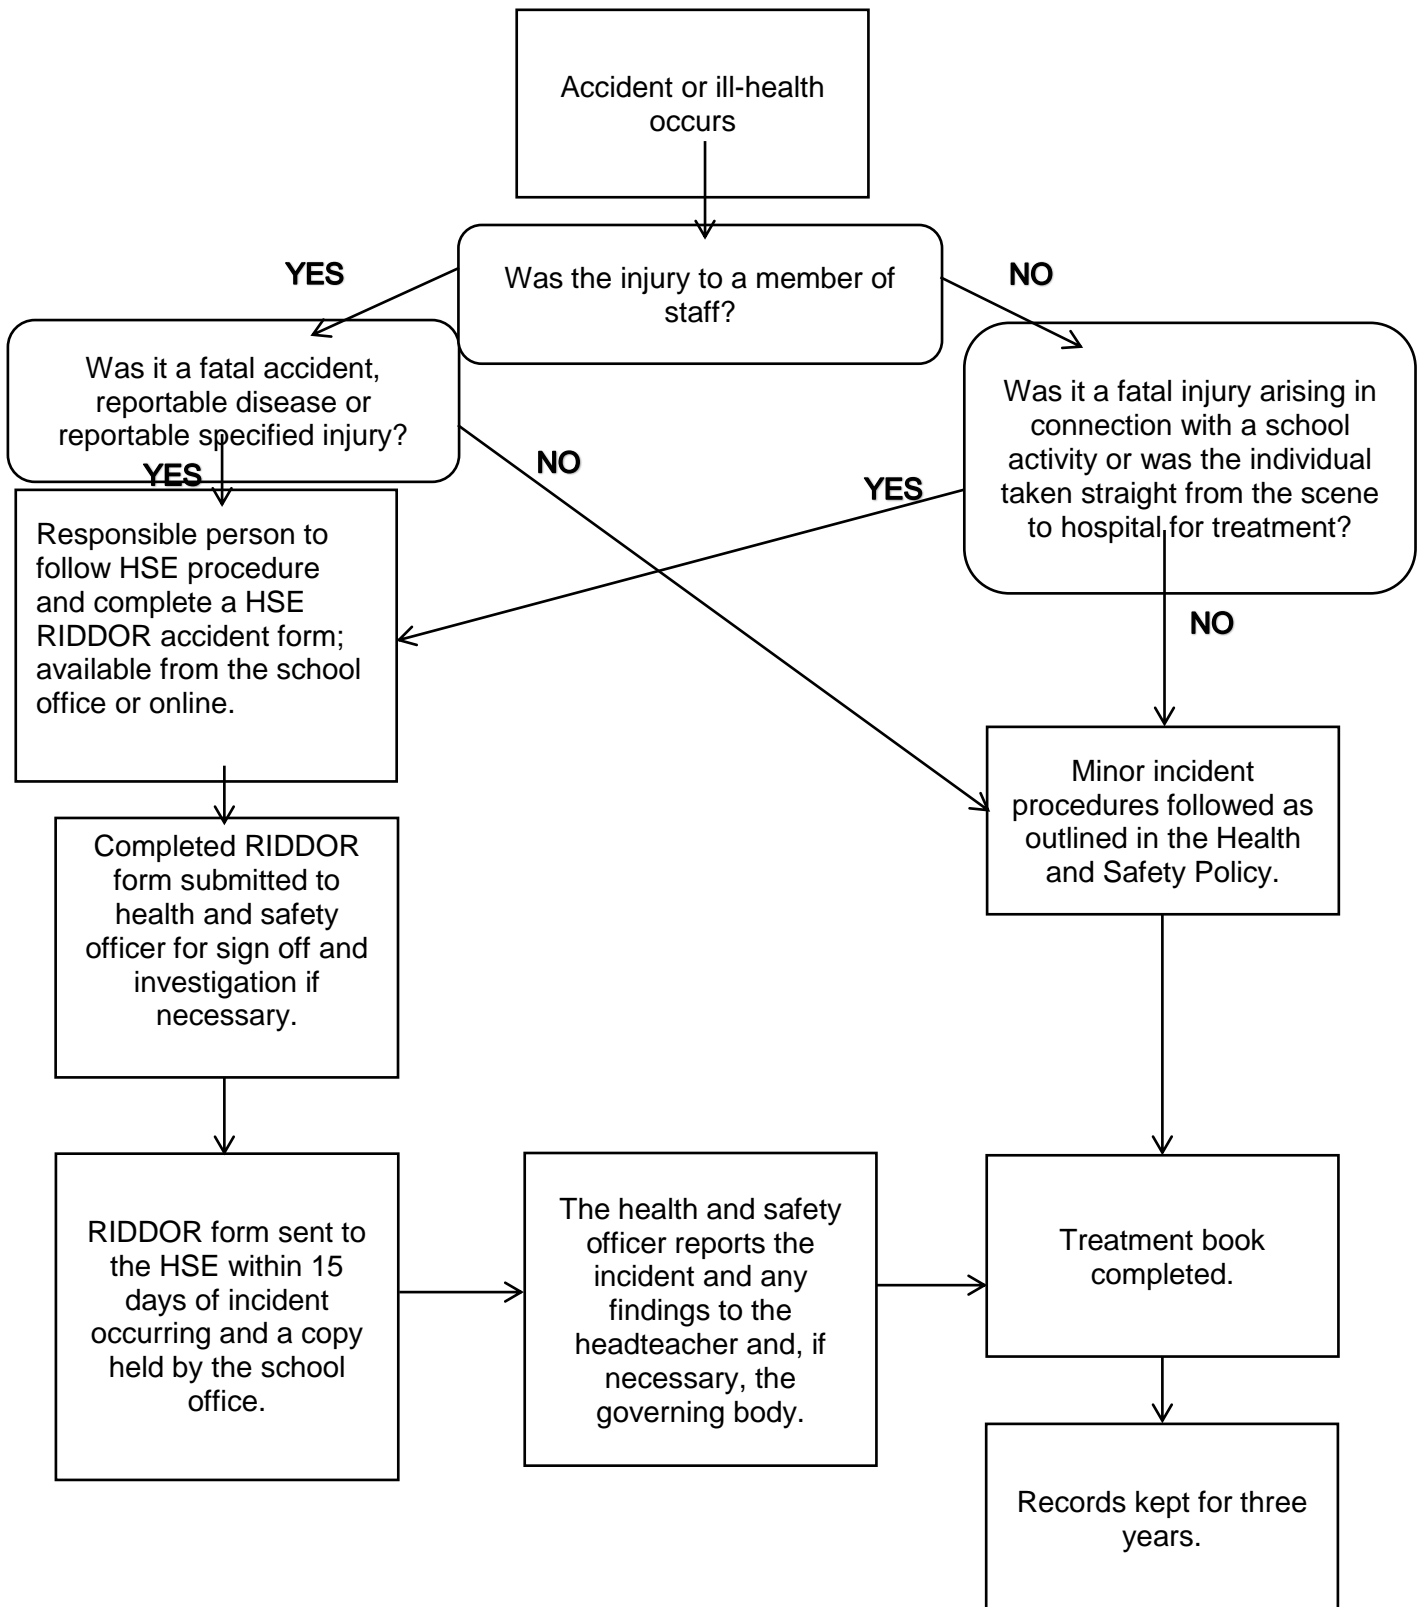 Accident or ill-health
occurs
YES
Was the injury to a member of
staff?
NO
Was it a fatal accident,
reportable disease or
reportable specified injury?
Was it a fatal injury arising in
connection with a school
activity or was the individual
taken straight from the scene
to hospital for treatment?
YES
NO
YES
Responsible person to
follow HSE procedure
and complete a HSE
RIDDOR accident form;
available from the school
office or online.
NO
Minor incident
procedures followed as
outlined in the Health
and Safety Policy.
Completed RIDDOR
form submitted to
health and safety
officer for sign off and
investigation if
necessary.
RIDDOR form sent to
the HSE within 15
days of incident
occurring and a copy
held by the school
office.
The health and safety
officer reports the
incident and any
findings to the
headteacher and, if
necessary, the
governing body.
Treatment book
completed.
Records kept for three
years.